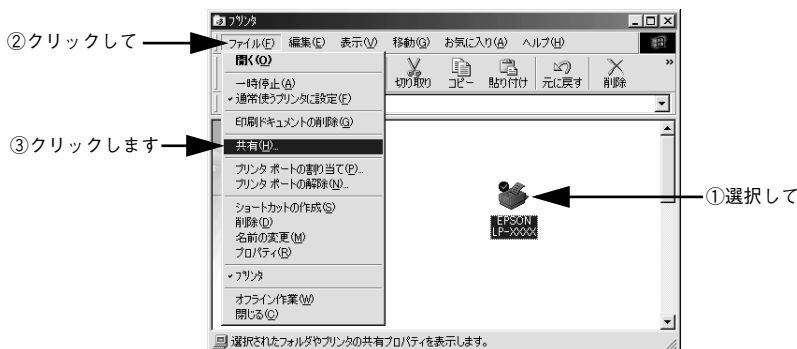 プリンタ
②クリックして
ファイル(F) 編集(E) 表示(V) 移動(G) お気に入り(A) ヘルプ(H)
開く(O)
切り取り コピー 貼り付け 元に戻す 削除 »
一時停止(A)
通常使うプリンタに設定(F)
印刷ドキュメントの削除(G)
③クリックします
共有(H)...
プリンタ ポートの割り当て(P)...
プリンタ ポートの解除(N)...
①選択して
EPSON
LP-XXXX
ショートカットの作成(S)
削除(D)
名前の変更(M)
プロパティ(R)
プリンタ
オフライン作業(W)
閉じる(C)
選択されたフォルダやプリンタの共有プロパティを表示します。